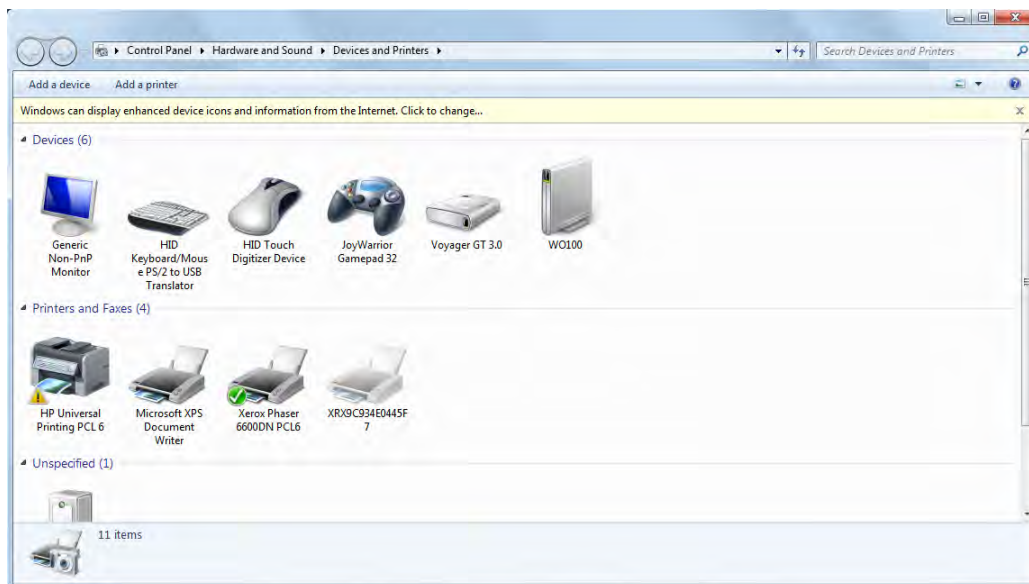 Control Panel Hardware and Sound Devices and Printers
Search Devices and Printers
Add a device Add a printer
Windows can display enhanced device icons and information from the Internet. Click to change...
Devices (6)
Generic
Non-PnP
Monitor
HID
Keyboard/Mous
e PS/2 to USB
Translator
HID Touch
Digitizer Device
JoyWarrior
Gamepad 32
Voyager GT 3.0
WO100
Printers and Faxes (4)
HP Universal
Printing PCL 6
Microsoft XPS
Document
Writer
Xerox Phaser
6600DN PCL6
XRX9C934E0445F
7
Unspecified (1)
11 items